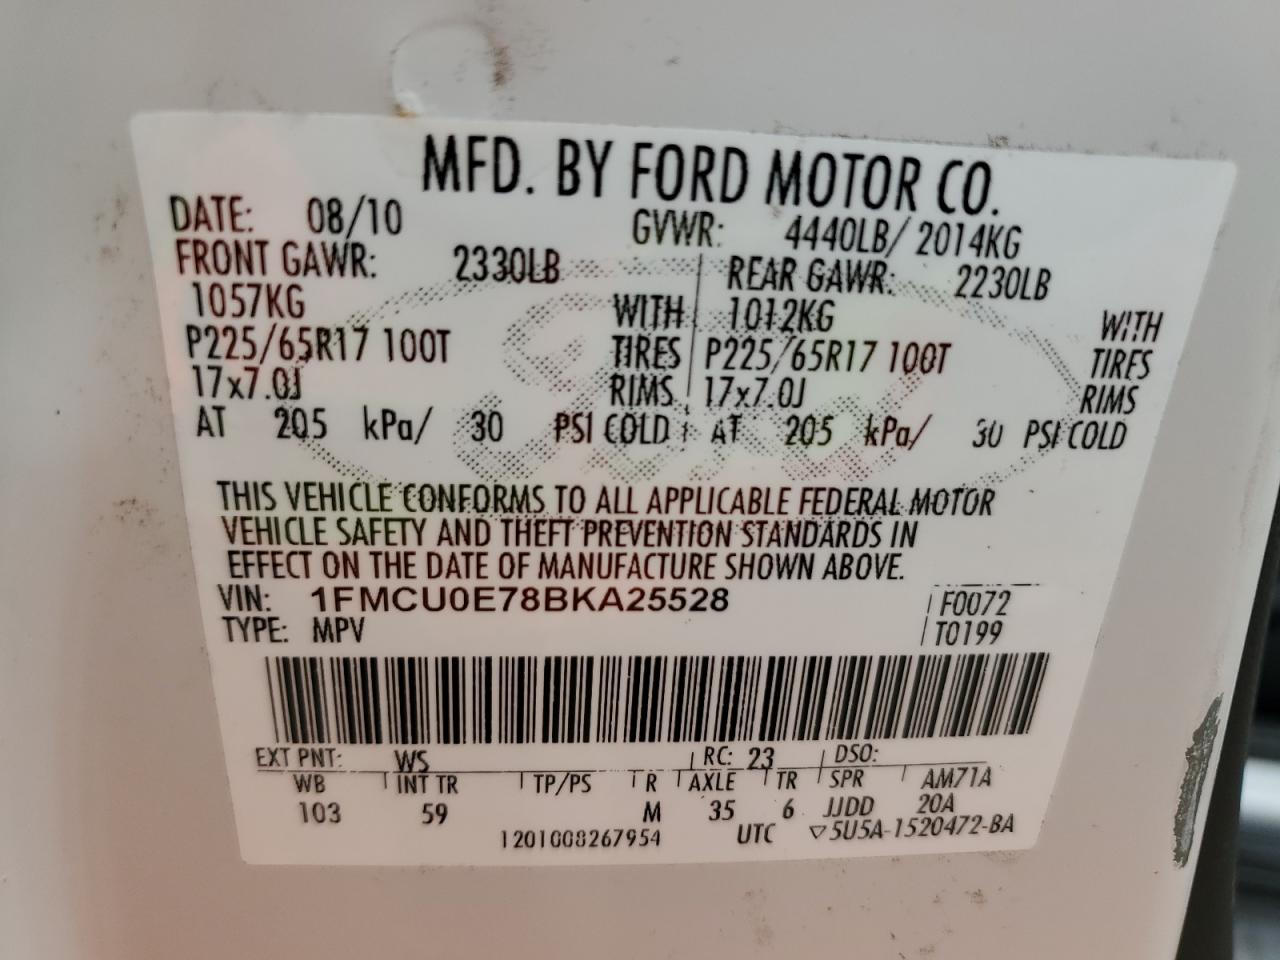 MFD. BY FORD MOTOR CO.
DATE: 08/10 GVWR: 4440LB/ 2014KG
FRONT GAWR: 2330LB REAR GAWR: 2230LB
1057KG WITH 1012KG WITH
P225/65R17 100T TIRES P225/65R17 100T TIRES
17x7.0J RIMS 17x7.0J RIMS
AT 205 kPa/ 30 PSI COLD AT 205 kPa/ 30 PSI COLD
THIS VEHICLE CONFORMS TO ALL APPLICABLE FEDERAL MOTOR
VEHICLE SAFETY AND THEFT PREVENTION STANDARDS IN
EFFECT ON THE DATE OF MANUFACTURE SHOWN ABOVE.
VIN: 1FMCU0E78BKA25528 F0072
TYPE: MPV T0199
EXT PNT: WS RC: 23 DSO:
WB INT TR TP/PS R AXLE TR SPR AM71A
103 59 M 35 6 JJDD 20A
1201008267954 UTC ▽5U5A-1520472-BA